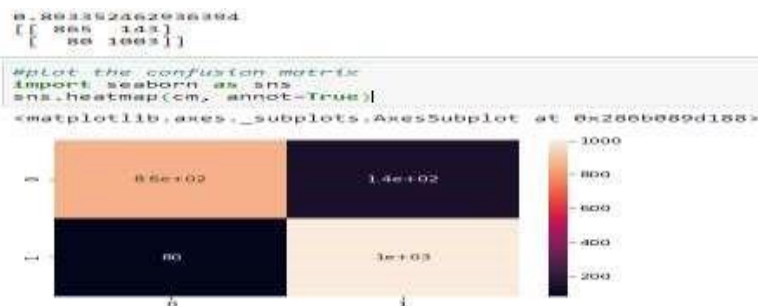 0.893352462936394
[[ 865 143]
[ 80 1003]]
#plot the confusion matrix
import seaborn as sns
sns.heatmap(cm, annot=True)
<matplotlib.axes._subplots.AxesSubplot at 0x286b089d188>
1000
0 8.6e+02 1.4e+02 800
600
400
1 80 1e+03
200
0 1